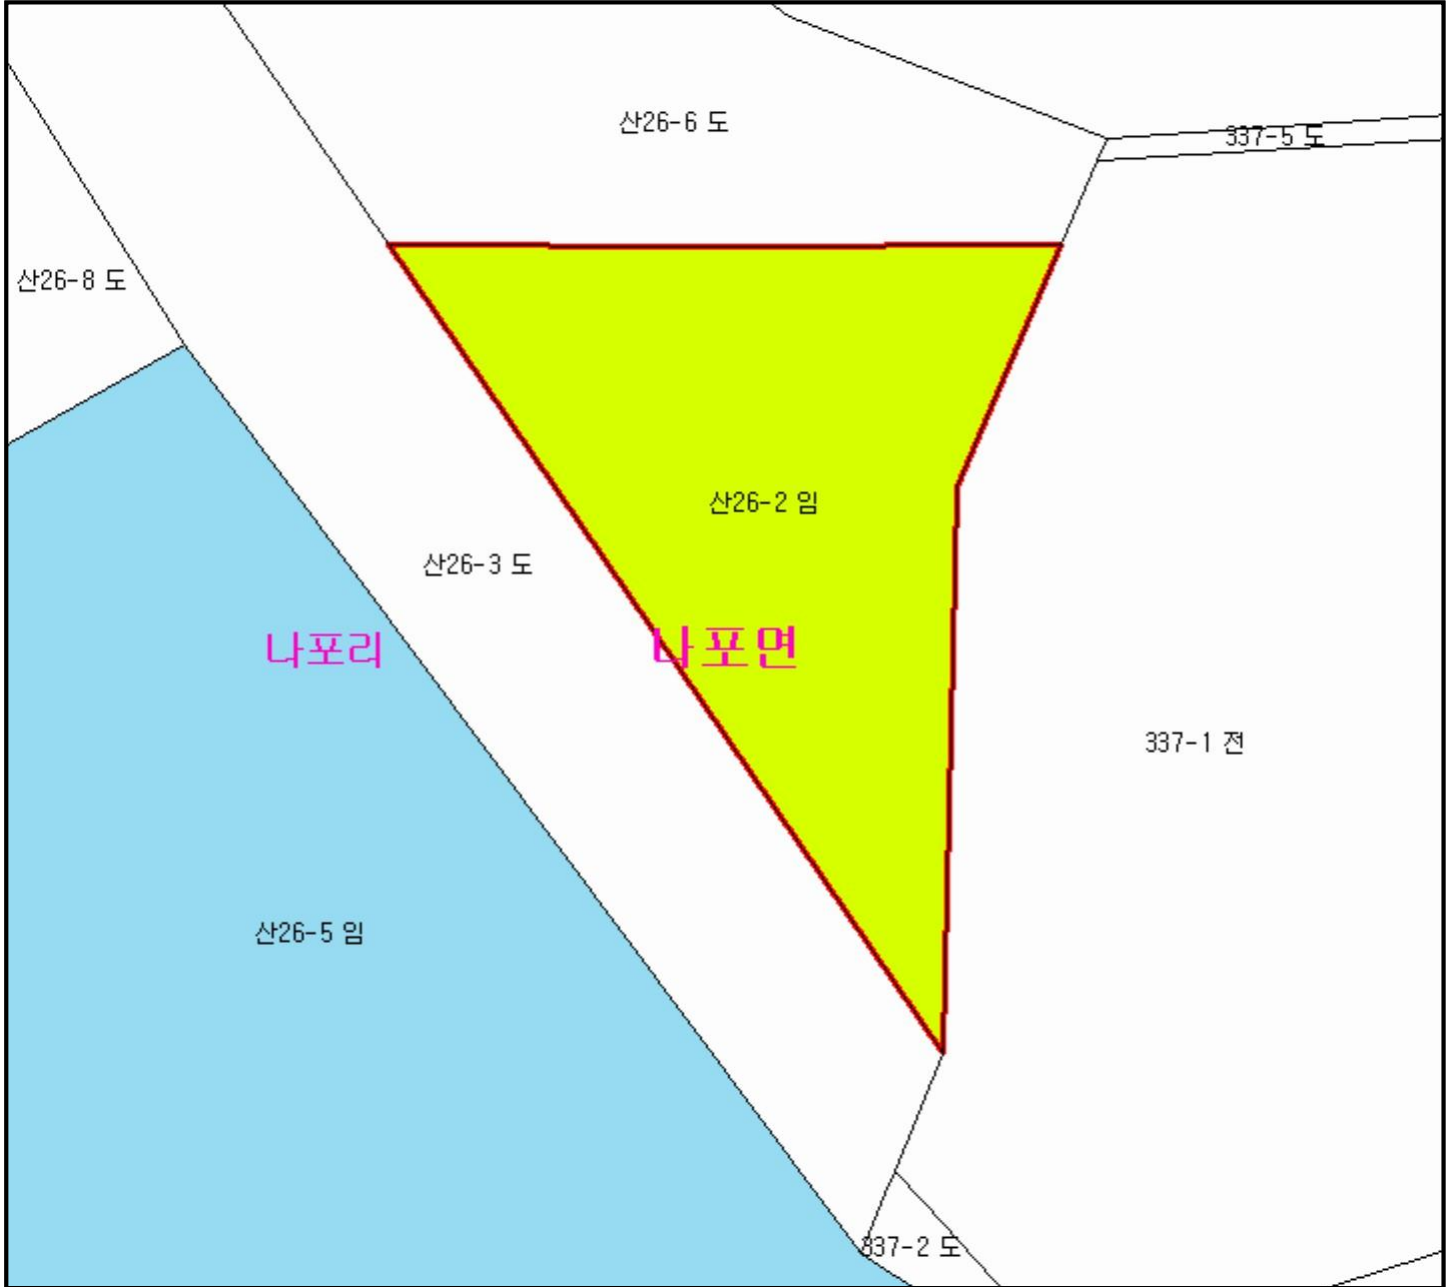 산26-6 도
337-5 도
산26-8 도
산26-2 임
산26-3 도
나포리
나포면
337-1 전
산26-5 임
337-2 도